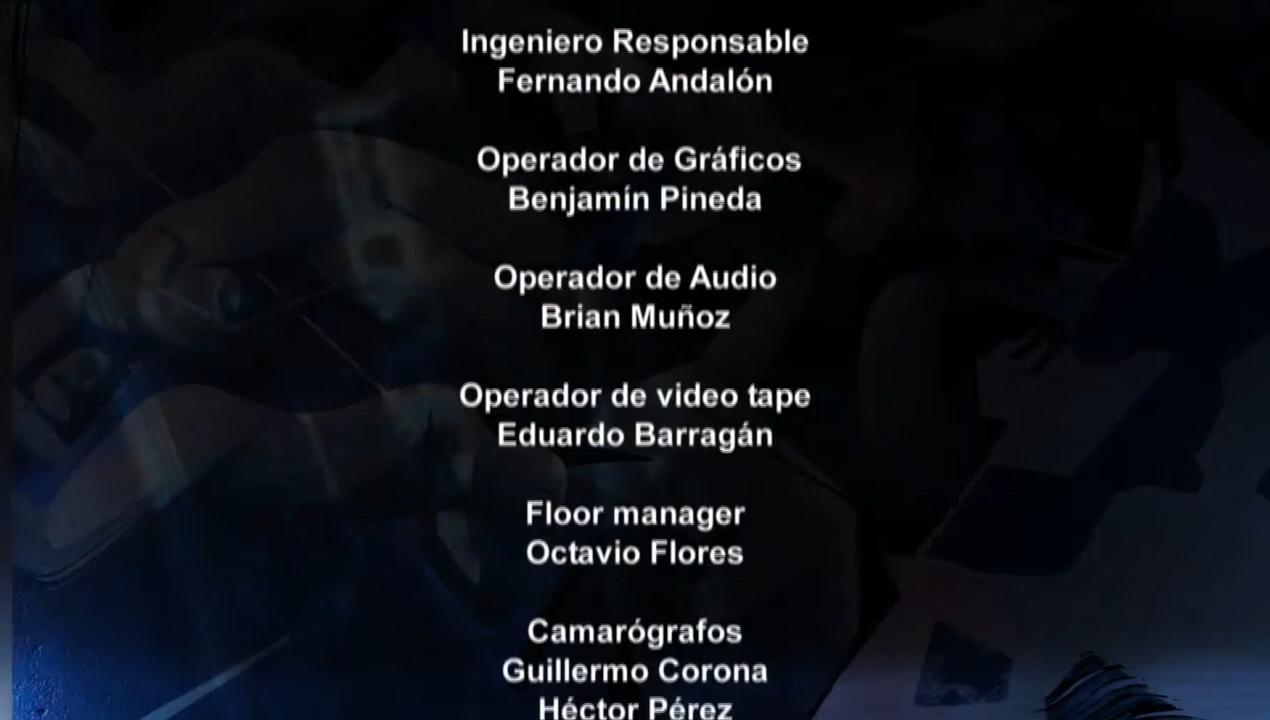 Ingeniero Responsable
Fernando Andalón
Operador de Gráficos
Benjamín Pineda
Operador de Audio
Brian Muñoz
Operador de video tape
Eduardo Barragán
Floor manager
Octavio Flores
Camarógrafos
Guillermo Corona
Héctor Pérez